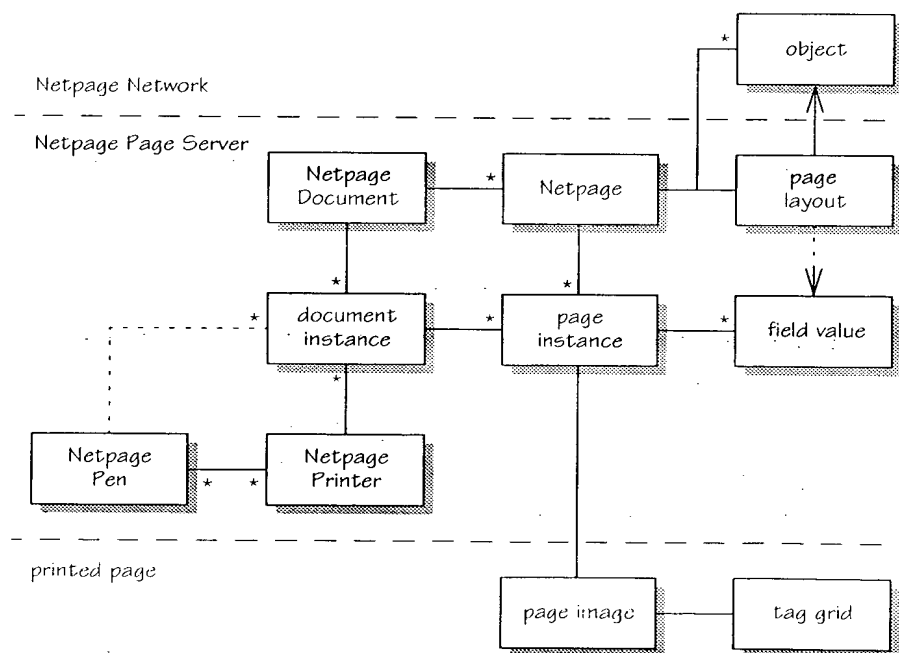 *
object
Netpage Network
Netpage Page Server
Netpage
Document
*
Netpage
page
layout
*
*
*
document
instance
*
page
instance
*
field value
*
Netpage
Pen
*
*
Netpage
Printer
printed page
page image
tag grid